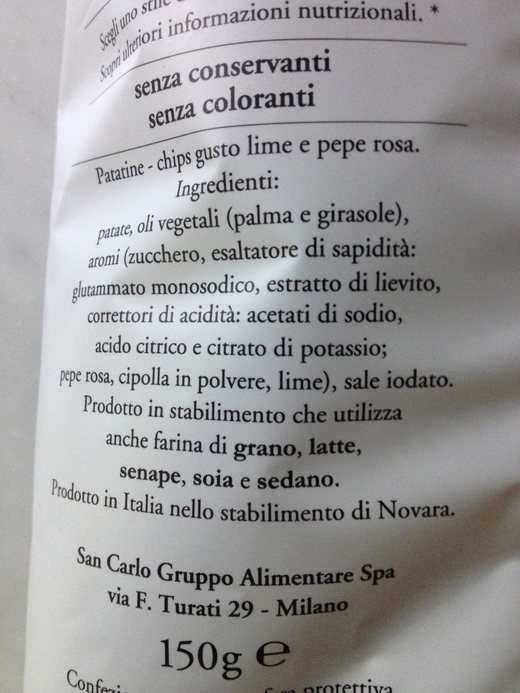 Scegli uno
Scopri ulteriori informazioni nutrizionali. *
senza conservanti
senza coloranti
Patatine - chips gusto lime e pepe rosa.
Ingredienti:
patate, oli vegetali (palma e girasole),
aromi (zucchero, esaltatore di sapidità:
glutammato monosodico, estratto di lievito,
correttori di acidità: acetati di sodio,
acido citrico e citrato di potassio;
pepe rosa, cipolla in polvere, lime), sale iodato.
Prodotto in stabilimento che utilizza
anche farina di grano, latte,
senape, soia e sedano.
Prodotto in Italia nello stabilimento di Novara.
San Carlo Gruppo Alimentare Spa
via F. Turati 29 - Milano
150g ℮
protettiva